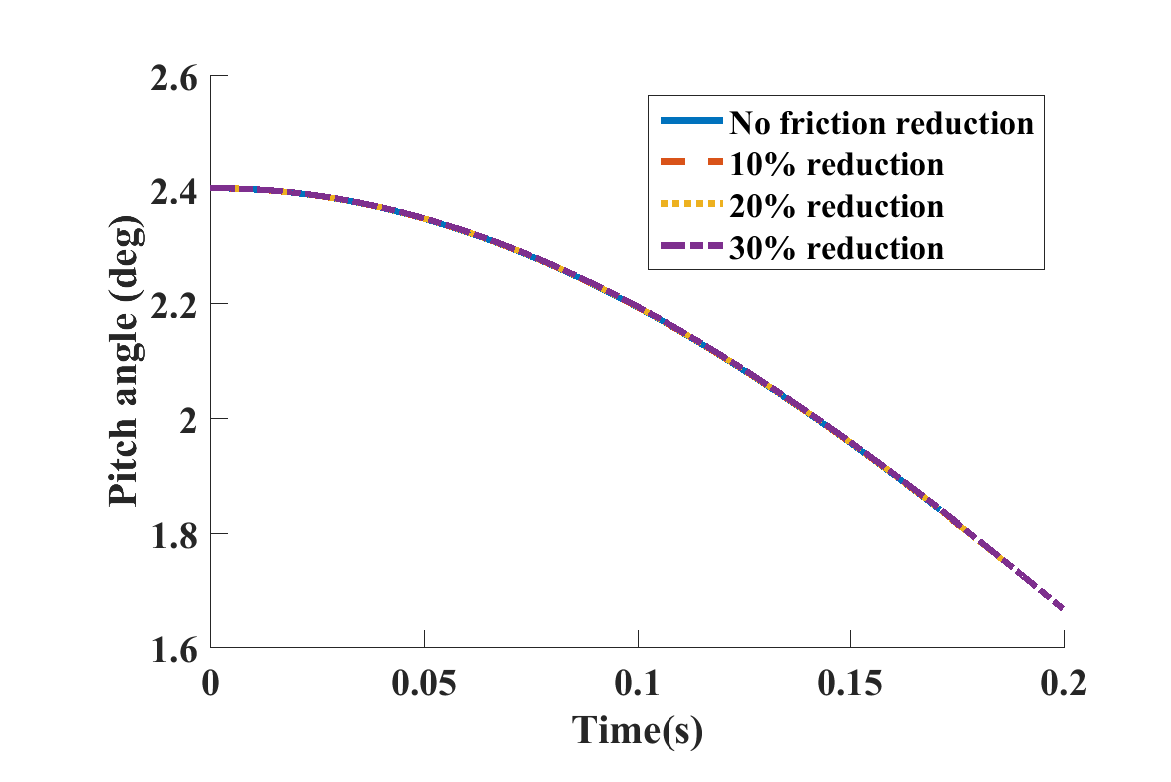 2.6
2.4
2.2
2
1.8
1.6
Pitch angle (deg)
No friction reduction
10% reduction
20% reduction
30% reduction
0 0.05 0.1 0.15 0.2
Time(s)